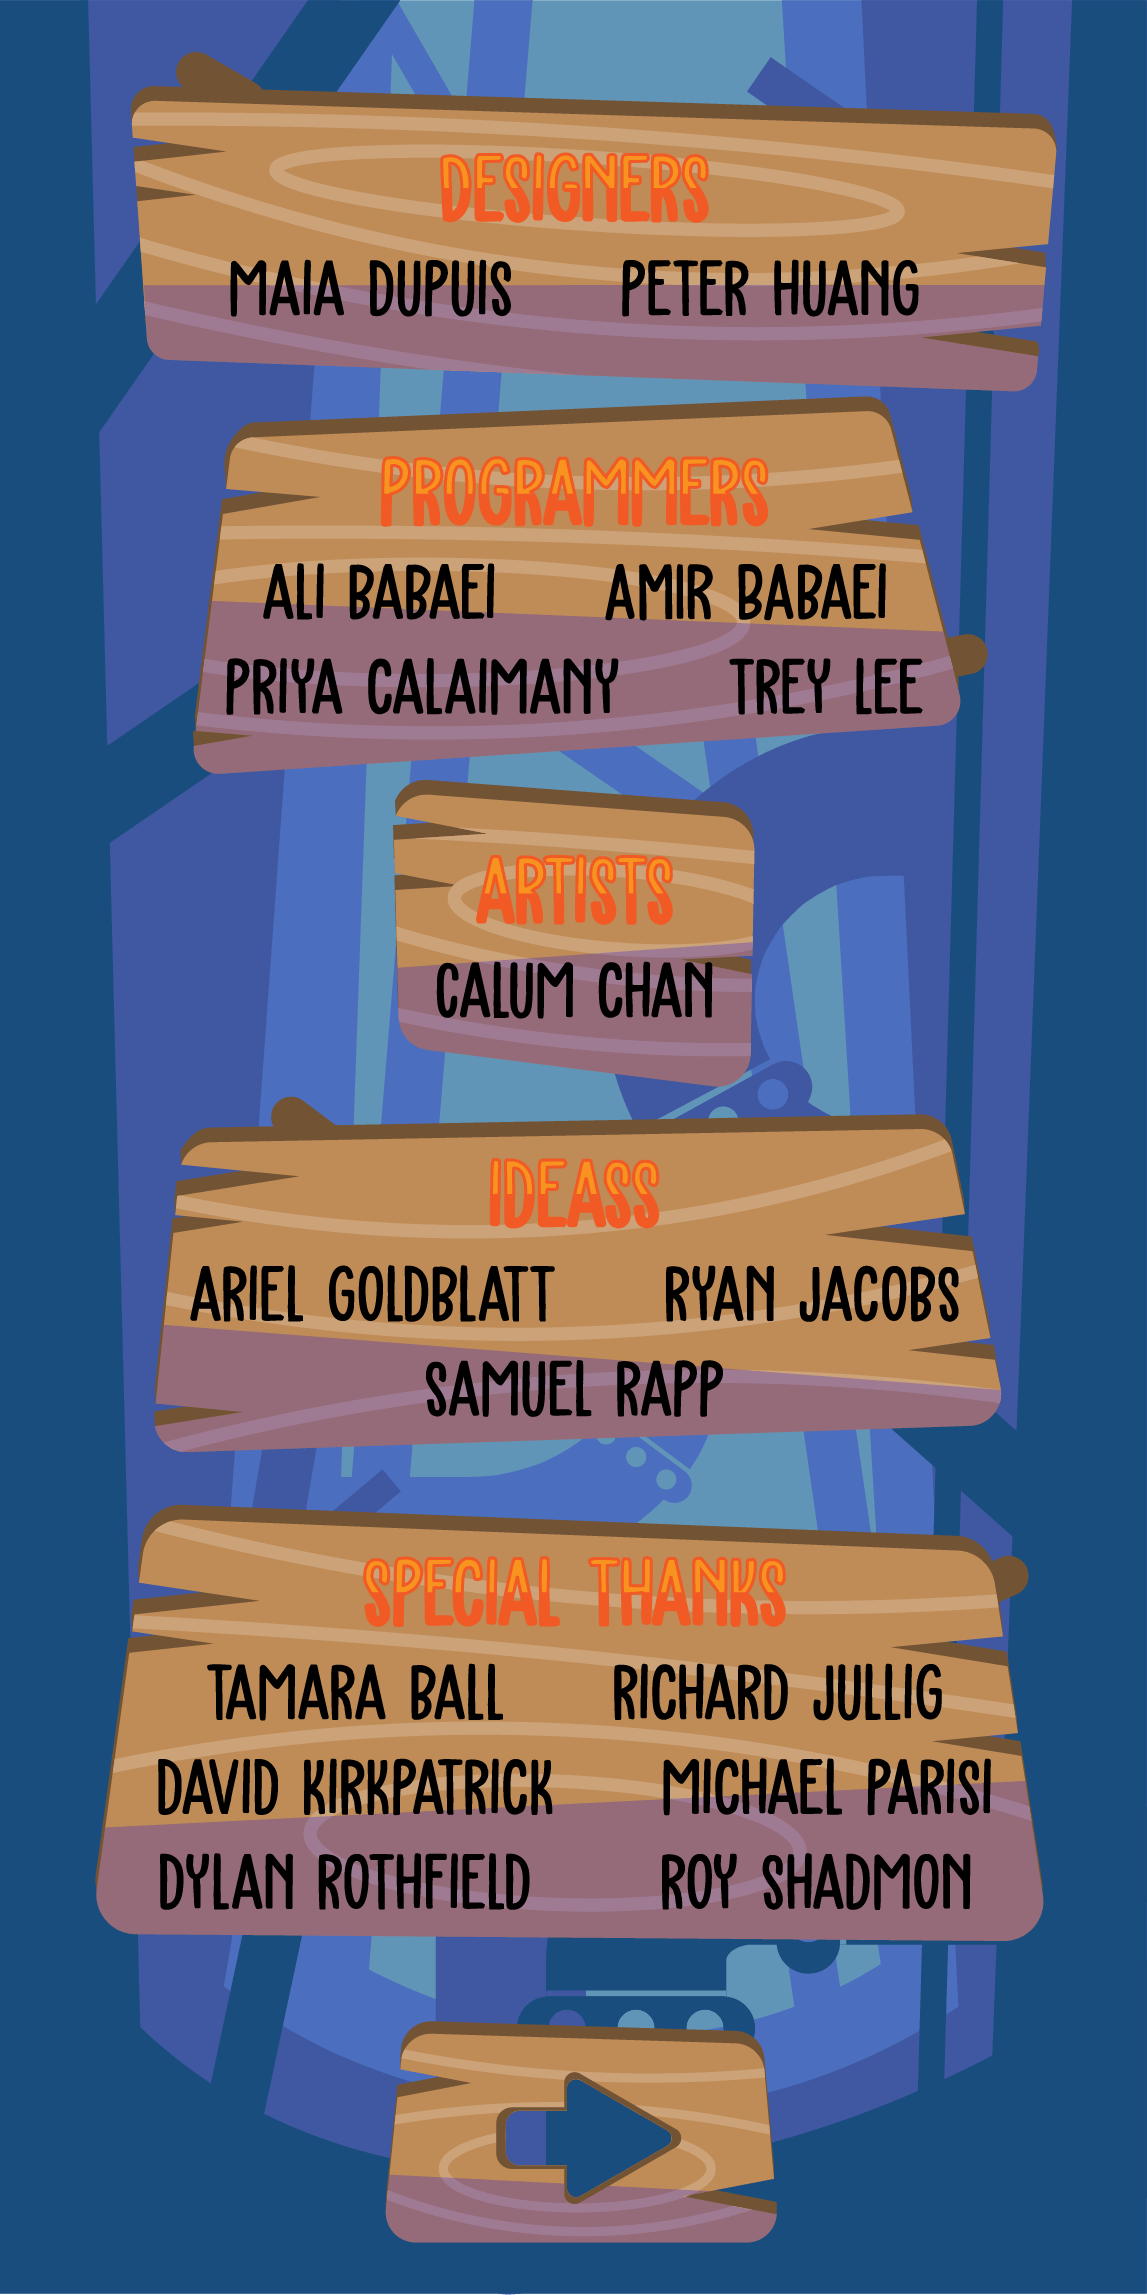 DESIGNERS
MAIA DUPUIS PETER HUANG
PROGRAMMERS
ALI BABAEI AMIR BABAEI
PRIYA CALAIMANY TREY LEE
ARTISTS
CALUM CHAN
IDEASS
ARIEL GOLDBLATT RYAN JACOBS
SAMUEL RAPP
SPECIAL THANKS
TAMARA BALL RICHARD JULLIG
DAVID KIRKPATRICK MICHAEL PARISI
DYLAN ROTHFIELD ROY SHADMON